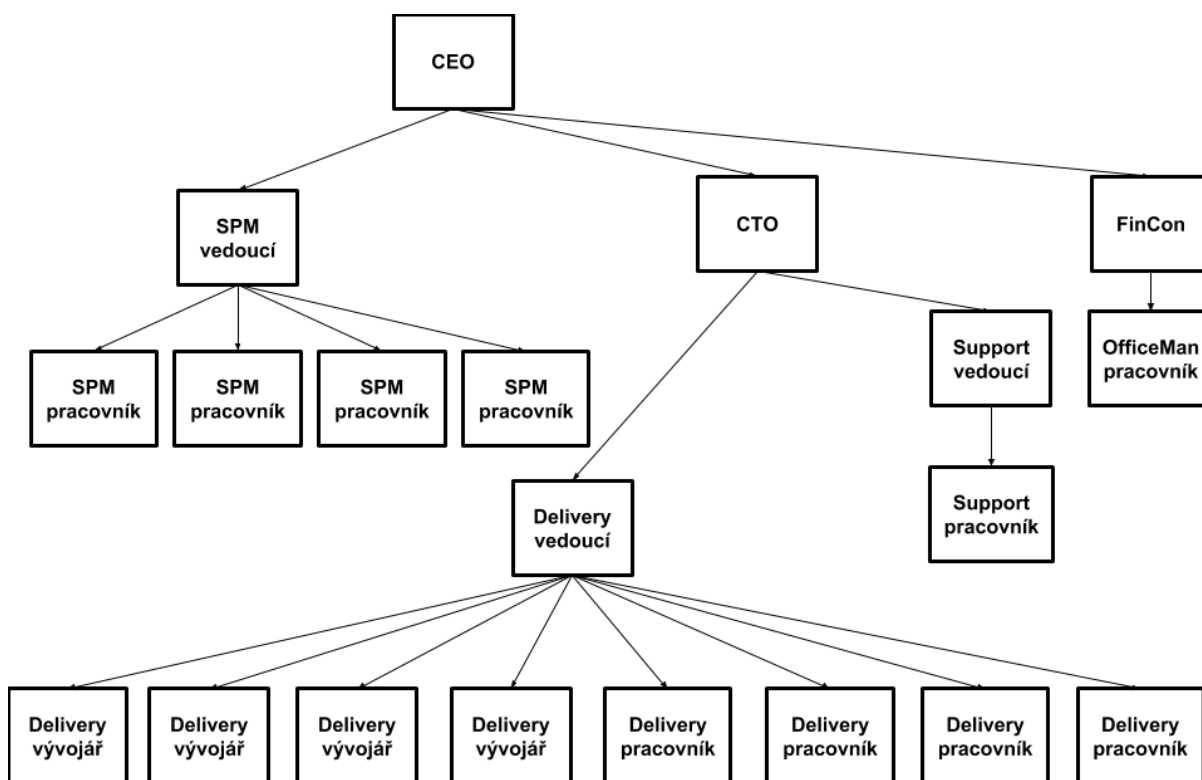 CEO
SPM
vedoucí
CTO
FinCon
SPM
pracovník
SPM
pracovník
SPM
pracovník
SPM
pracovník
Support
vedoucí
OfficeMan
pracovník
Delivery
vedoucí
Support
pracovník
Delivery
vývojář
Delivery
vývojář
Delivery
vývojář
Delivery
vývojář
Delivery
pracovník
Delivery
pracovník
Delivery
pracovník
Delivery
pracovník